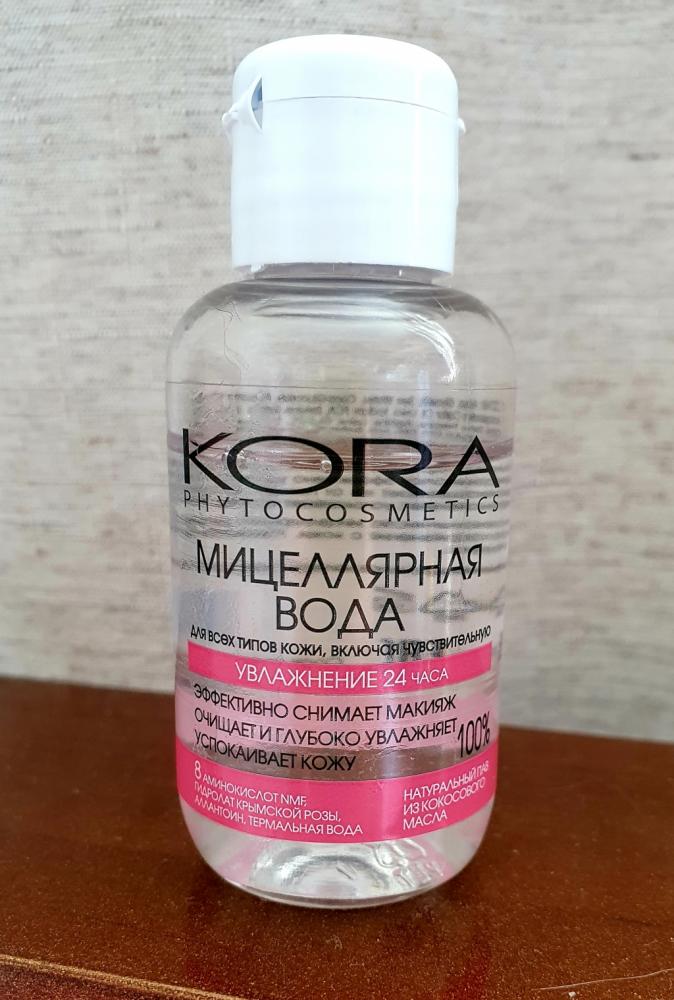 KORA
PHYTOCOSMETICS
МИЦЕЛЛЯРНАЯ
ВОДА
ДЛЯ ВСЕХ ТИПОВ КОЖИ, ВКЛЮЧАЯ ЧУВСТВИТЕЛЬНУЮ
УВЛАЖНЕНИЕ 24 ЧАСА
ЭФФЕКТИВНО СНИМАЕТ МАКИЯЖ
ОЧИЩАЕТ И ГЛУБОКО УВЛАЖНЯЕТ
УСПОКАИВАЕТ КОЖУ
100%
8 АМИНОКИСЛОТ NMF,
ГИДРОЛАТ КРЫМСКОЙ РОЗЫ,
АЛЛАНТОИН, ТЕРМАЛЬНАЯ ВОДА
НАТУРАЛЬНЫЙ ПАВ
ИЗ КОКОСОВОГО
МАСЛА